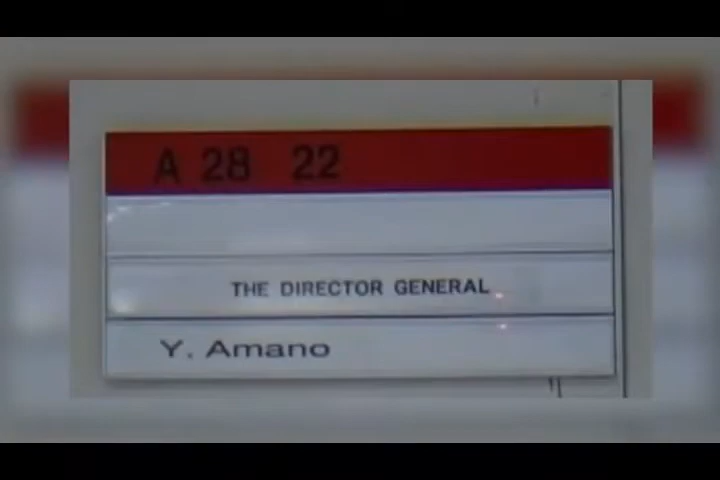 A 28 22
THE DIRECTOR GENERAL
Y. Amano